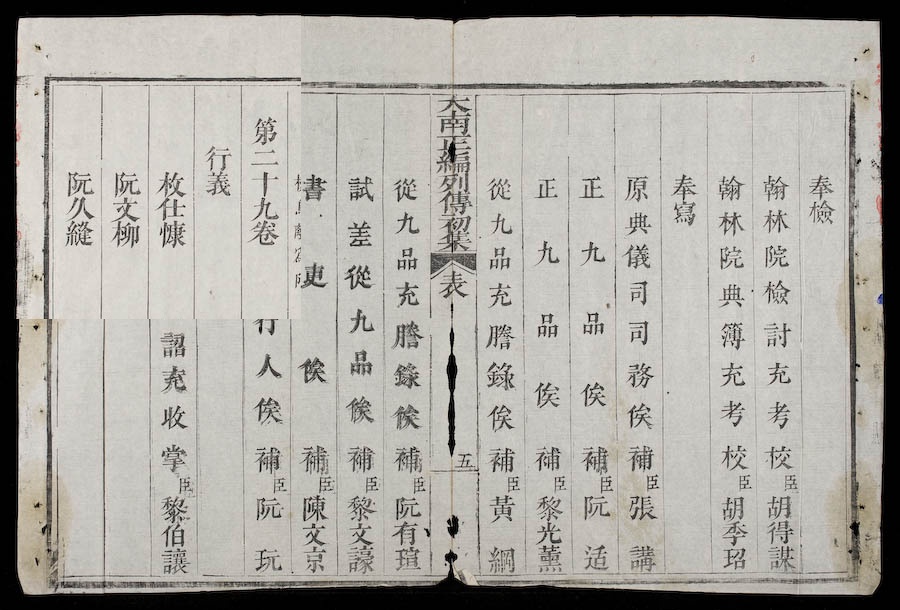 奉檢
翰林院檢討充考校臣胡得
翰林院典簿充考校臣胡季玿
奉寫
原典儀司司務俟補臣張講
正九品俟補臣阮适
正九品俟補臣黎光薰
從九品充謄錄俟補臣黃綱
大南正編列傳初集 表 五
從九品充謄錄俟補臣阮有瑄
試差從九品俟補臣黎文譹
書吏俟補臣陳文京
第二十九卷
行人俟補臣阮玩
行義
枚仕慷
詔充收掌臣黎伯讓
阮文柳
阮久縫